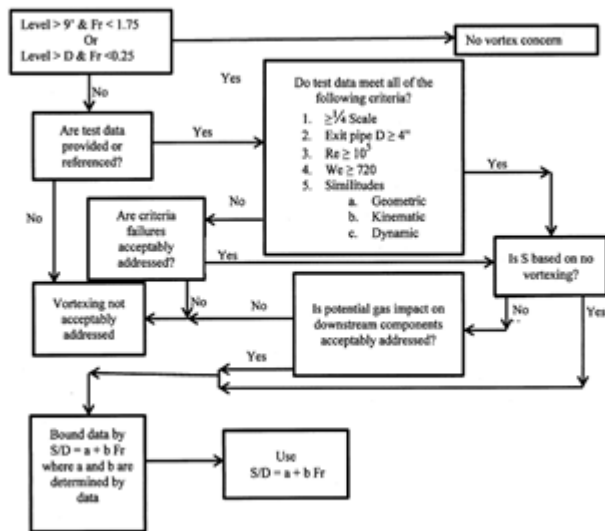 Level > 9' & Fr < 1.75
Or
Level > D & Fr <0.25
No vortex concern
Yes
No
Do test data meet all of the
following criteria?
1. ≥¼ Scale
2. Exit pipe D ≥ 4"
3. Re ≥ 10⁵
4. We ≥ 720
5. Similitudes
a. Geometric
b. Kinematic
c. Dynamic
Are test data
provided or
referenced?
Yes
Yes
No
No
Are criteria
failures
acceptably
addressed?
Yes
Is S based on no
vortexing?
Vortexing not
acceptably
addressed
No
No
Is potential gas impact on
downstream components
acceptably addressed?
No
Yes
Yes
Bound data by
S/D = a + b Fr
where a and b are
determined by
data
Use
S/D = a + b Fr